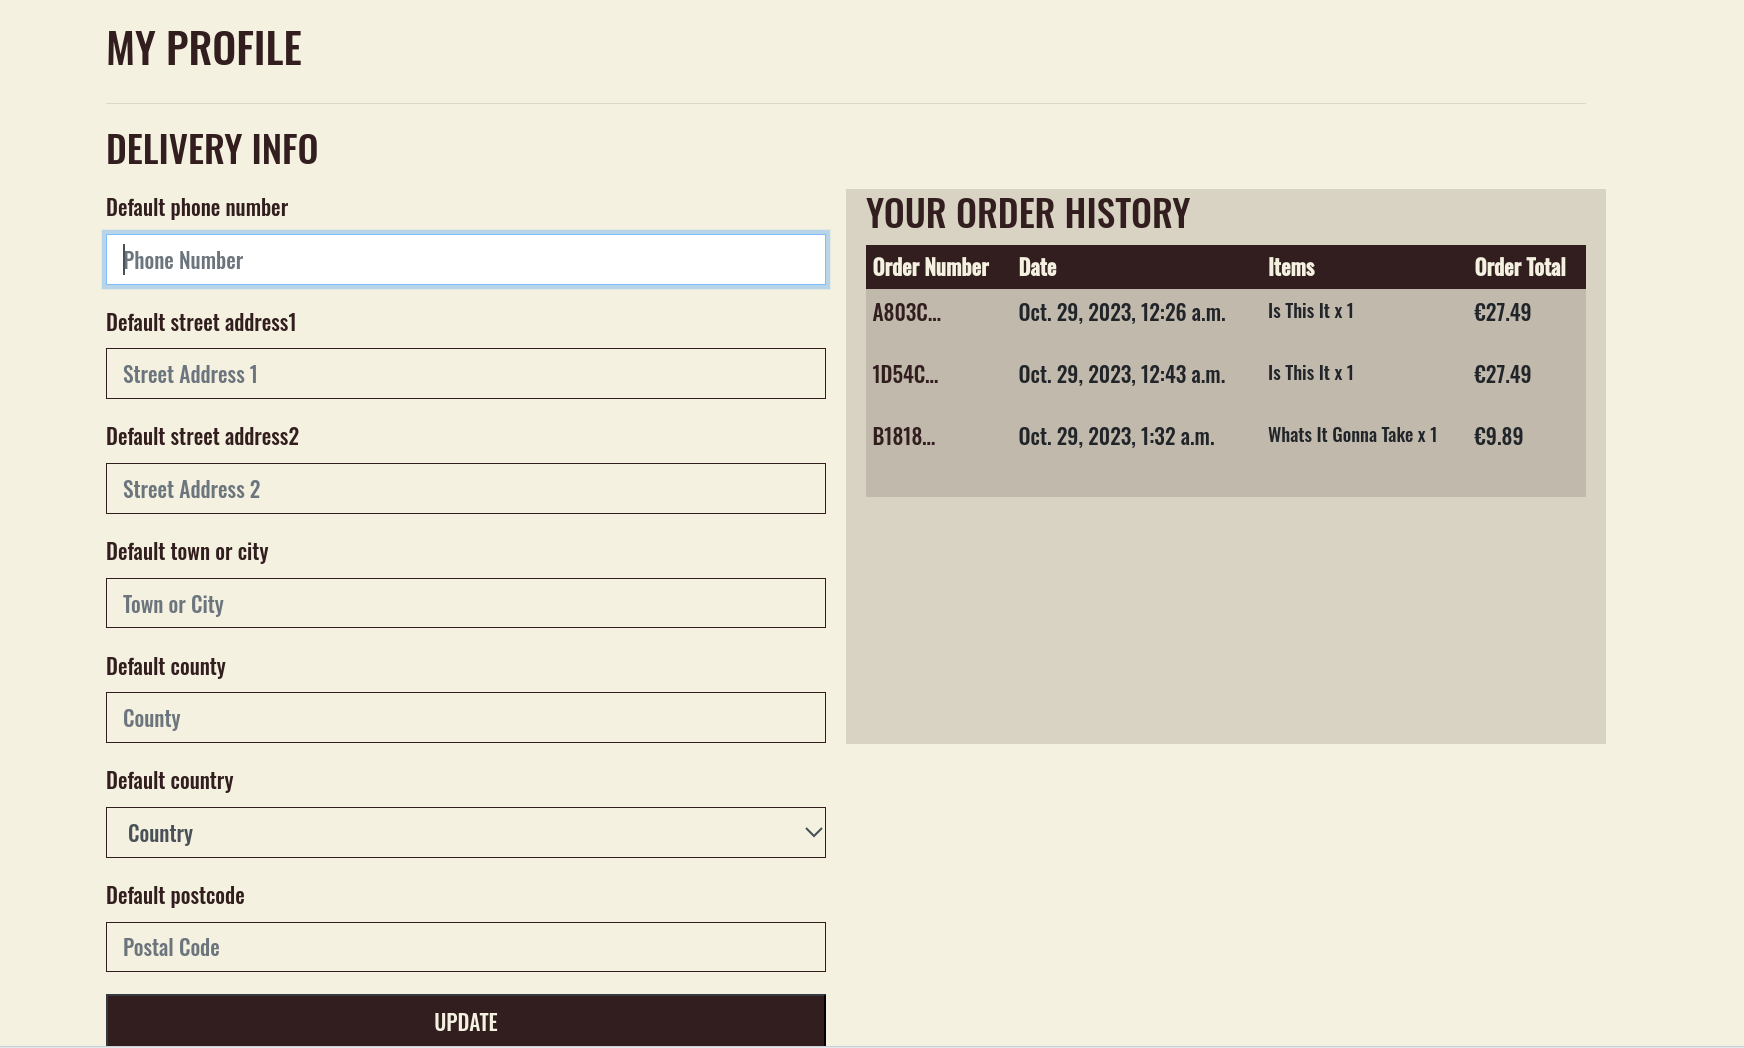 MY PROFILE
DELIVERY INFO
Default phone number
Phone Number
Default street address1
Street Address 1
Default street address2
Street Address 2
Default town or city
Town or City
Default county
County
Default country
Country
Default postcode
Postal Code
UPDATE
YOUR ORDER HISTORY
Order Number Date Items Order Total
A803C... Oct. 29, 2023, 12:26 a.m. Is This It x 1 €27.49
1D54C... Oct. 29, 2023, 12:43 a.m. Is This It x 1 €27.49
B1818... Oct. 29, 2023, 1:32 a.m. Whats It Gonna Take x 1 €9.89